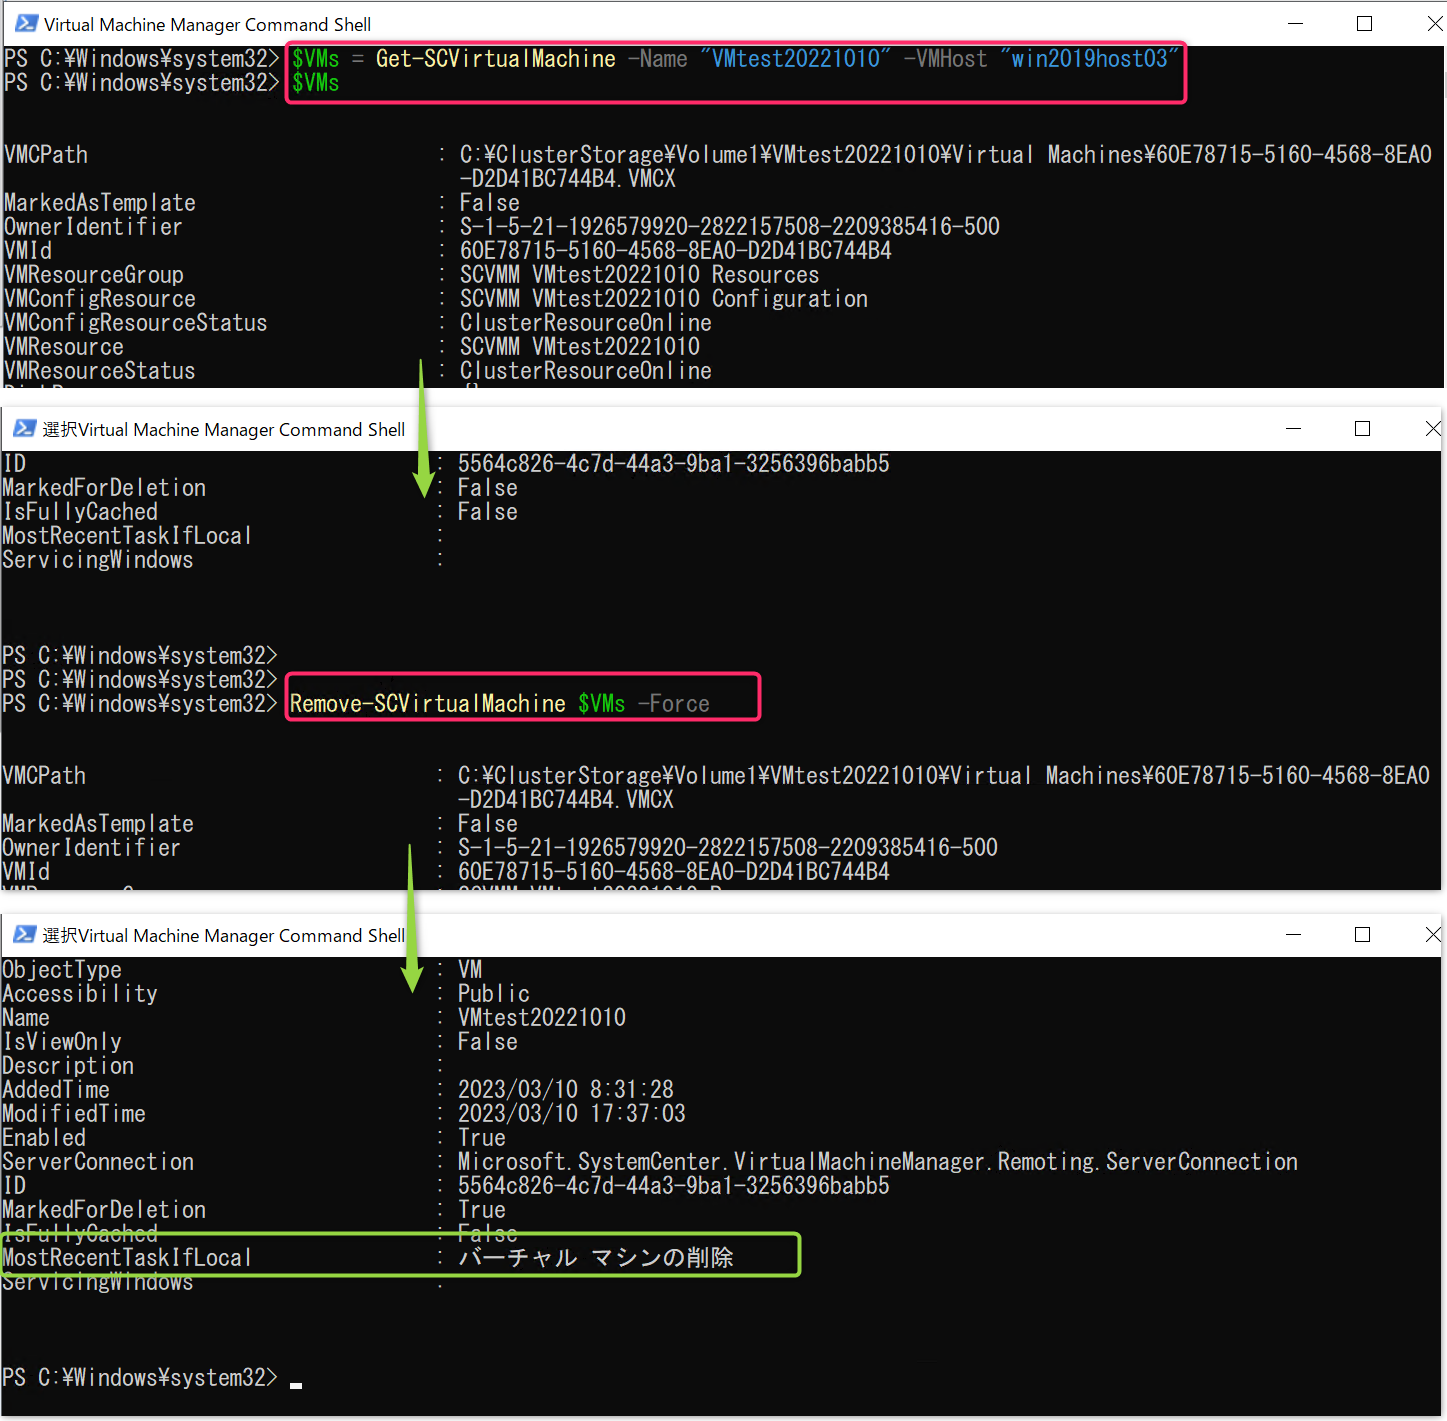 Virtual Machine Manager Command Shell
PS C:¥Windows¥system32> $VMs = Get-SCVirtualMachine -Name "VMtest20221010" -VMHost "win2019host03"
PS C:¥Windows¥system32> $VMs
VMCPath : C:¥ClusterStorage¥Volume1¥VMtest20221010¥Virtual Machines¥60E78715-5160-4568-8EA0
-D2D41BC744B4.VMCX
MarkedAsTemplate : False
OwnerIdentifier : S-1-5-21-1926579920-2822157508-2209385416-500
VMId : 60E78715-5160-4568-8EA0-D2D41BC744B4
VMResourceGroup : SCVMM VMtest20221010 Resources
VMConfigResource : SCVMM VMtest20221010 Configuration
VMConfigResourceStatus : ClusterResourceOnline
VMResource : SCVMM VMtest20221010
VMResourceStatus : ClusterResourceOnline
選択Virtual Machine Manager Command Shell
ID : 5564c826-4c7d-44a3-9ba1-3256396babb5
MarkedForDeletion : False
IsFullyCached : False
MostRecentTaskIfLocal :
ServicingWindows :
PS C:¥Windows¥system32>
PS C:¥Windows¥system32>
PS C:¥Windows¥system32> Remove-SCVirtualMachine $VMs -Force
VMCPath : C:¥ClusterStorage¥Volume1¥VMtest20221010¥Virtual Machines¥60E78715-5160-4568-8EA0
-D2D41BC744B4.VMCX
MarkedAsTemplate : False
OwnerIdentifier : S-1-5-21-1926579920-2822157508-2209385416-500
VMId : 60E78715-5160-4568-8EA0-D2D41BC744B4
選択Virtual Machine Manager Command Shell
ObjectType : VM
Accessibility : Public
Name : VMtest20221010
IsViewOnly : False
Description :
AddedTime : 2023/03/10 8:31:28
ModifiedTime : 2023/03/10 17:37:03
Enabled : True
ServerConnection : Microsoft.SystemCenter.VirtualMachineManager.Remoting.ServerConnection
ID : 5564c826-4c7d-44a3-9ba1-3256396babb5
MarkedForDeletion : True
IsFullyCached : False
MostRecentTaskIfLocal : バーチャル マシンの削除
ServicingWindows :
PS C:¥Windows¥system32>